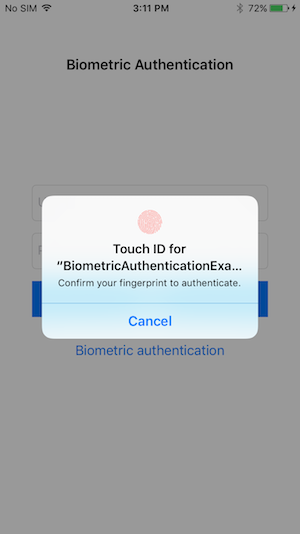 No SIM 3:11 PM 72%
Biometric Authentication
Touch ID for
“BiometricAuthenticationExa...
Confirm your fingerprint to authenticate.
Cancel
Biometric authentication